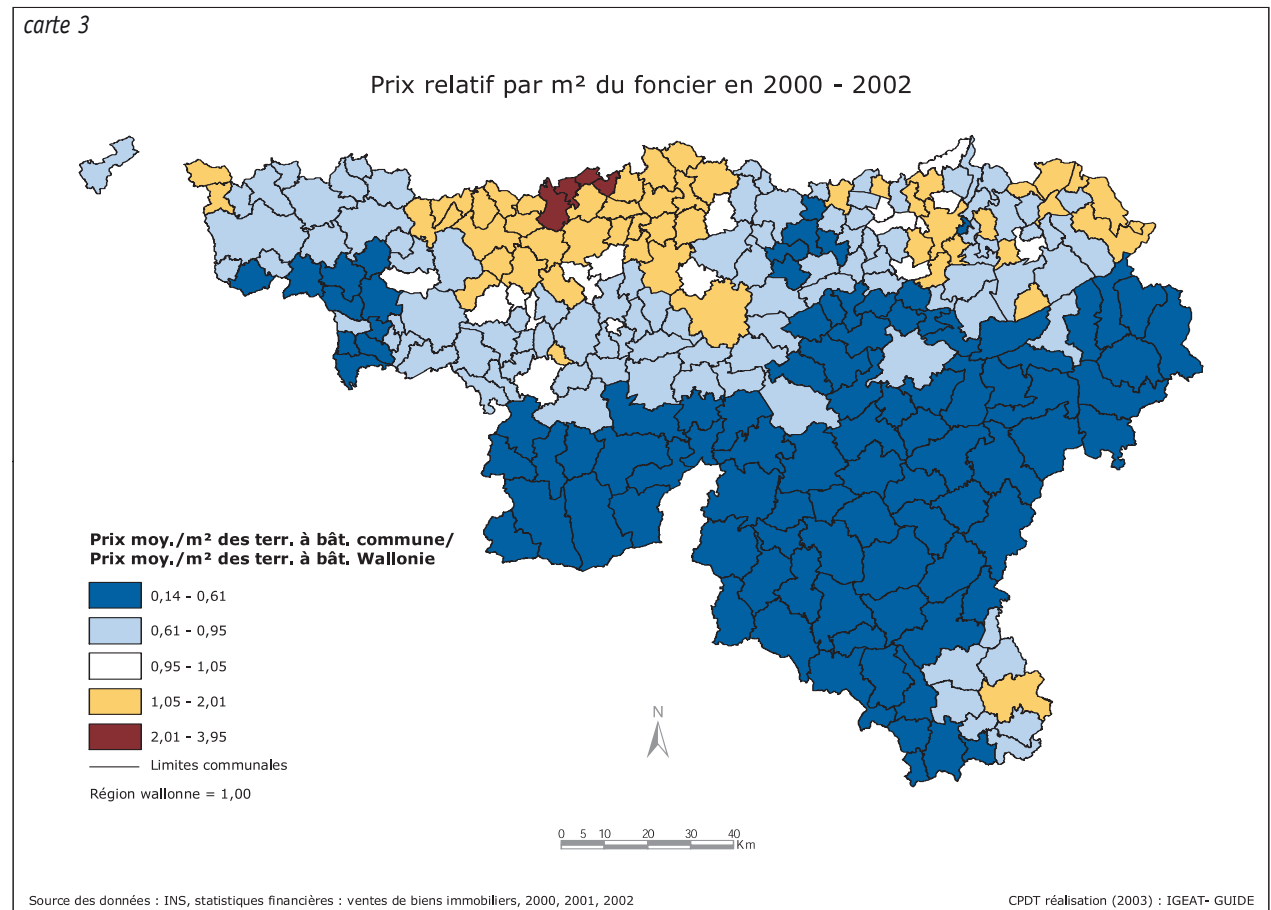 carte 3
Prix relatif par m² du foncier en 2000 - 2002
Prix moy./m² des terr. à bât. commune/
Prix moy./m² des terr. à bât. Wallonie
0,14 - 0,61
0,61 - 0,95
0,95 - 1,05
1,05 - 2,01
2,01 - 3,95
Limites communales
Région wallonne = 1,00
N
0 5 10 20 30 40
Km
Source des données : INS, statistiques financières : ventes de biens immobiliers, 2000, 2001, 2002
CPDT réalisation (2003) : IGEAT- GUIDE